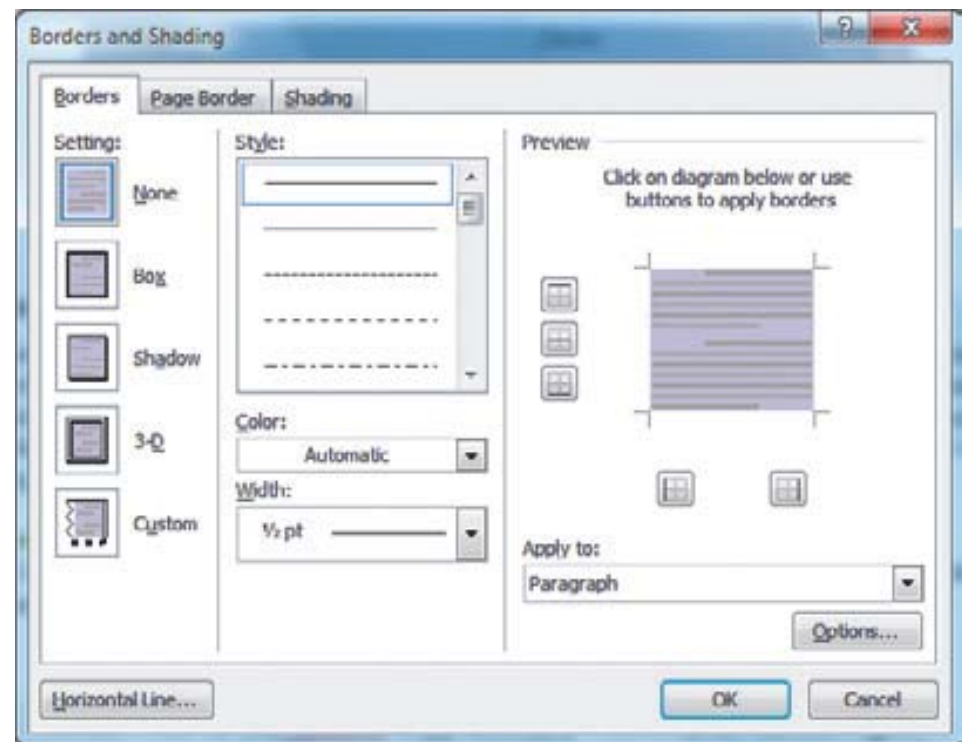 Borders and Shading
Borders Page Border Shading
Setting:
None
Box
Shadow
3-D
Custom
Style:
Color:
Automatic
Width:
½ pt
Preview
Click on diagram below or use
buttons to apply borders
Apply to:
Paragraph
Options...
Horizontal Line...
OK
Cancel